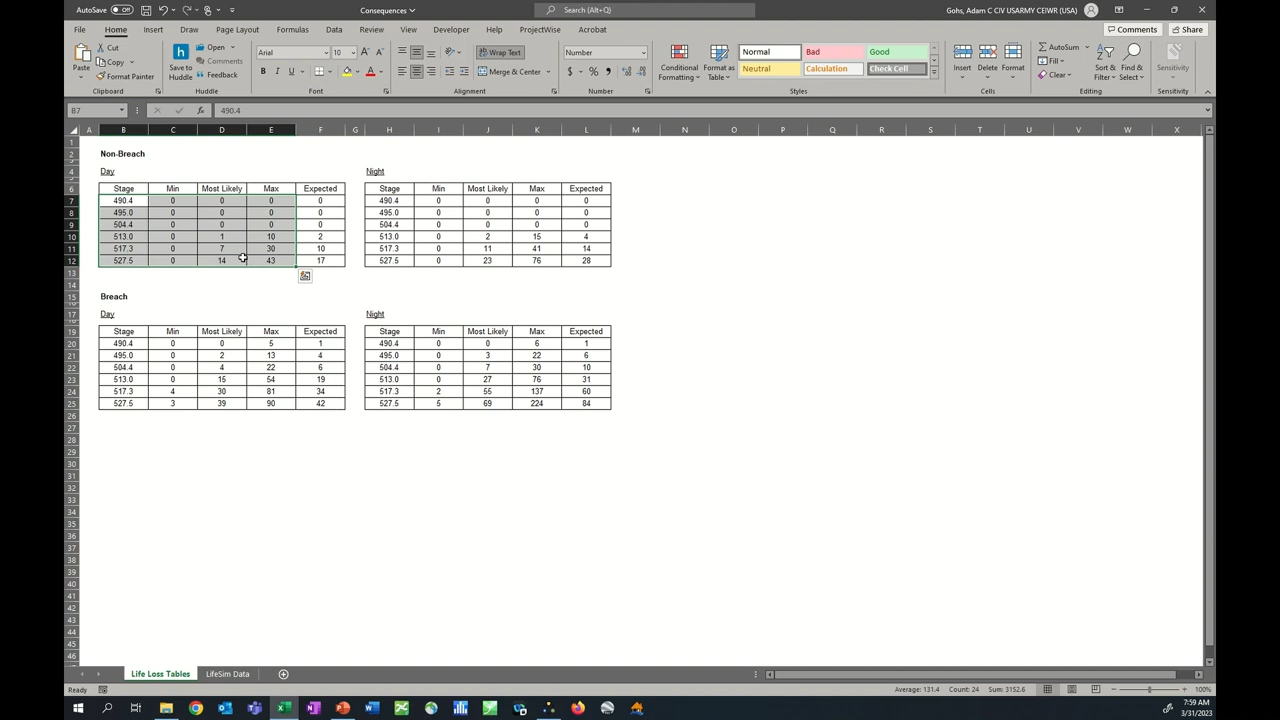 AutoSave Off Consequences Search (Alt+Q) Gohs, Adam C CIV USARMY CEIWR (USA)
File Home Insert Draw Page Layout Formulas Data Review View Developer Help ProjectWise Acrobat Comments Share
Paste Cut Copy Format Painter Clipboard
Save to Huddle Open Comments Feedback Huddle
Arial 10 B I U Font
Wrap Text Merge & Center Alignment
Number $ % Number
Conditional Formatting Format as Table Normal Bad Good Neutral Calculation Check Cell Styles
Insert Delete Format Cells
AutoSum Fill Clear Sort & Filter Find & Select Editing
Sensitivity Sensitivity
B7 fx 490.4
A B C D E F G H I J K L M N O P Q R S T U V W X
Non-Breach
Day Night
Stage Min Most Likely Max Expected Stage Min Most Likely Max Expected
490.4 0 0 0 0 490.4 0 0 0 0
495.0 0 0 0 0 495.0 0 0 0 0
504.4 0 0 0 0 504.4 0 0 0 0
513.0 0 1 10 2 513.0 0 2 15 4
517.3 0 7 30 10 517.3 0 11 41 14
527.5 0 14 43 17 527.5 0 23 76 28
Breach
Day Night
Stage Min Most Likely Max Expected Stage Min Most Likely Max Expected
490.4 0 0 5 1 490.4 0 0 6 1
495.0 0 2 13 4 495.0 0 3 22 6
504.4 0 4 22 6 504.4 0 7 30 10
513.0 0 15 54 19 513.0 0 27 76 31
517.3 4 30 81 34 517.3 2 55 137 60
527.5 3 39 90 42 527.5 5 69 224 84
Life Loss Tables LifeSim Data
Ready Average: 131.4 Count: 24 Sum: 3152.6 100%
7:59 AM
3/31/2023